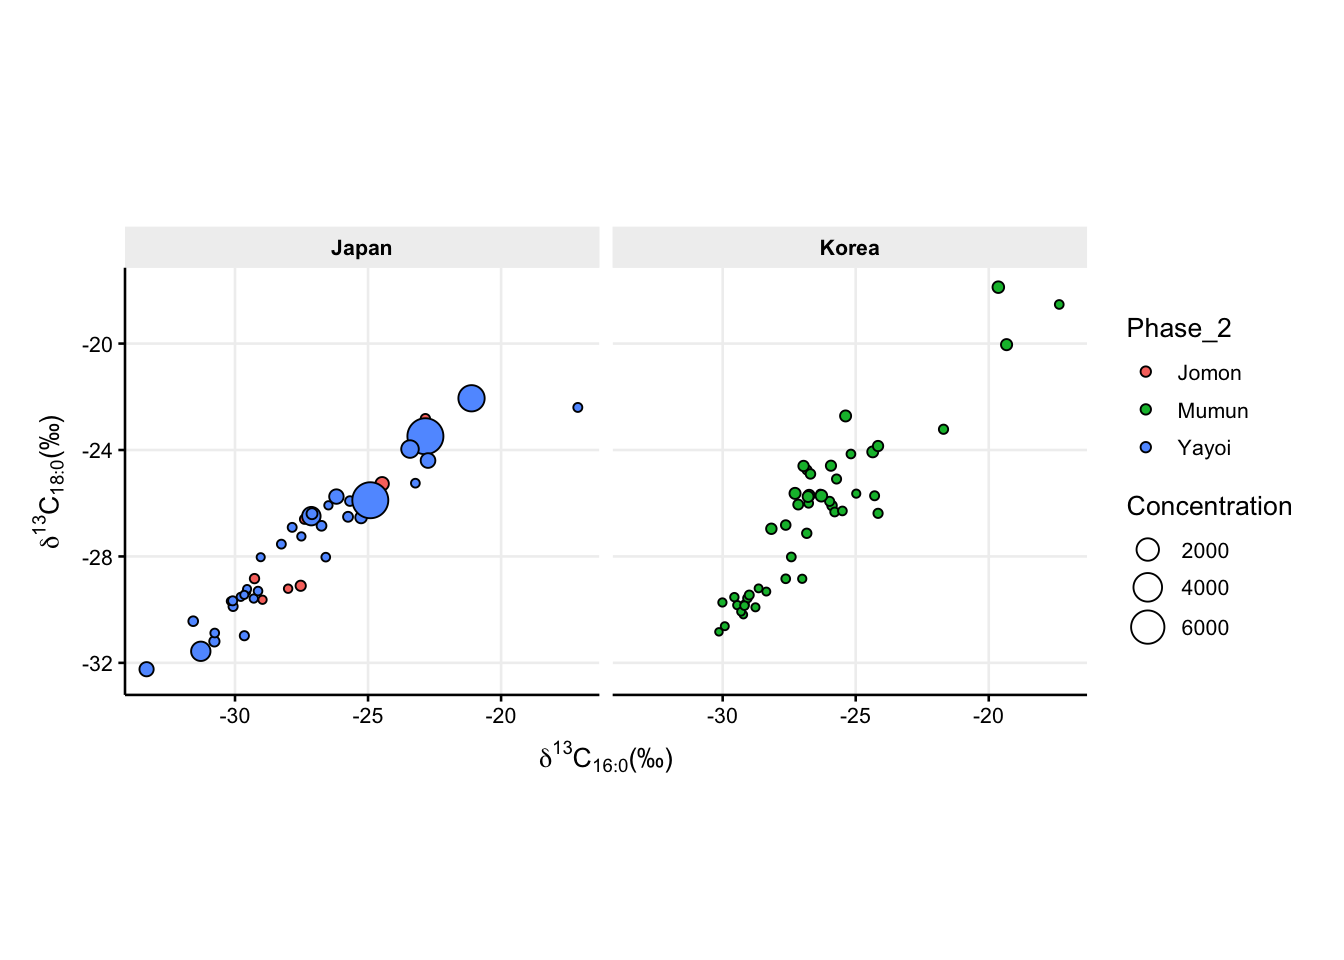 Japan
Korea
-20
-24
-28
-32
δ13C18:0(‰)
-30
-25
-20
-30
-25
-20
δ13C16:0(‰)
Phase_2
Jomon
Mumun
Yayoi
Concentration
2000
4000
6000